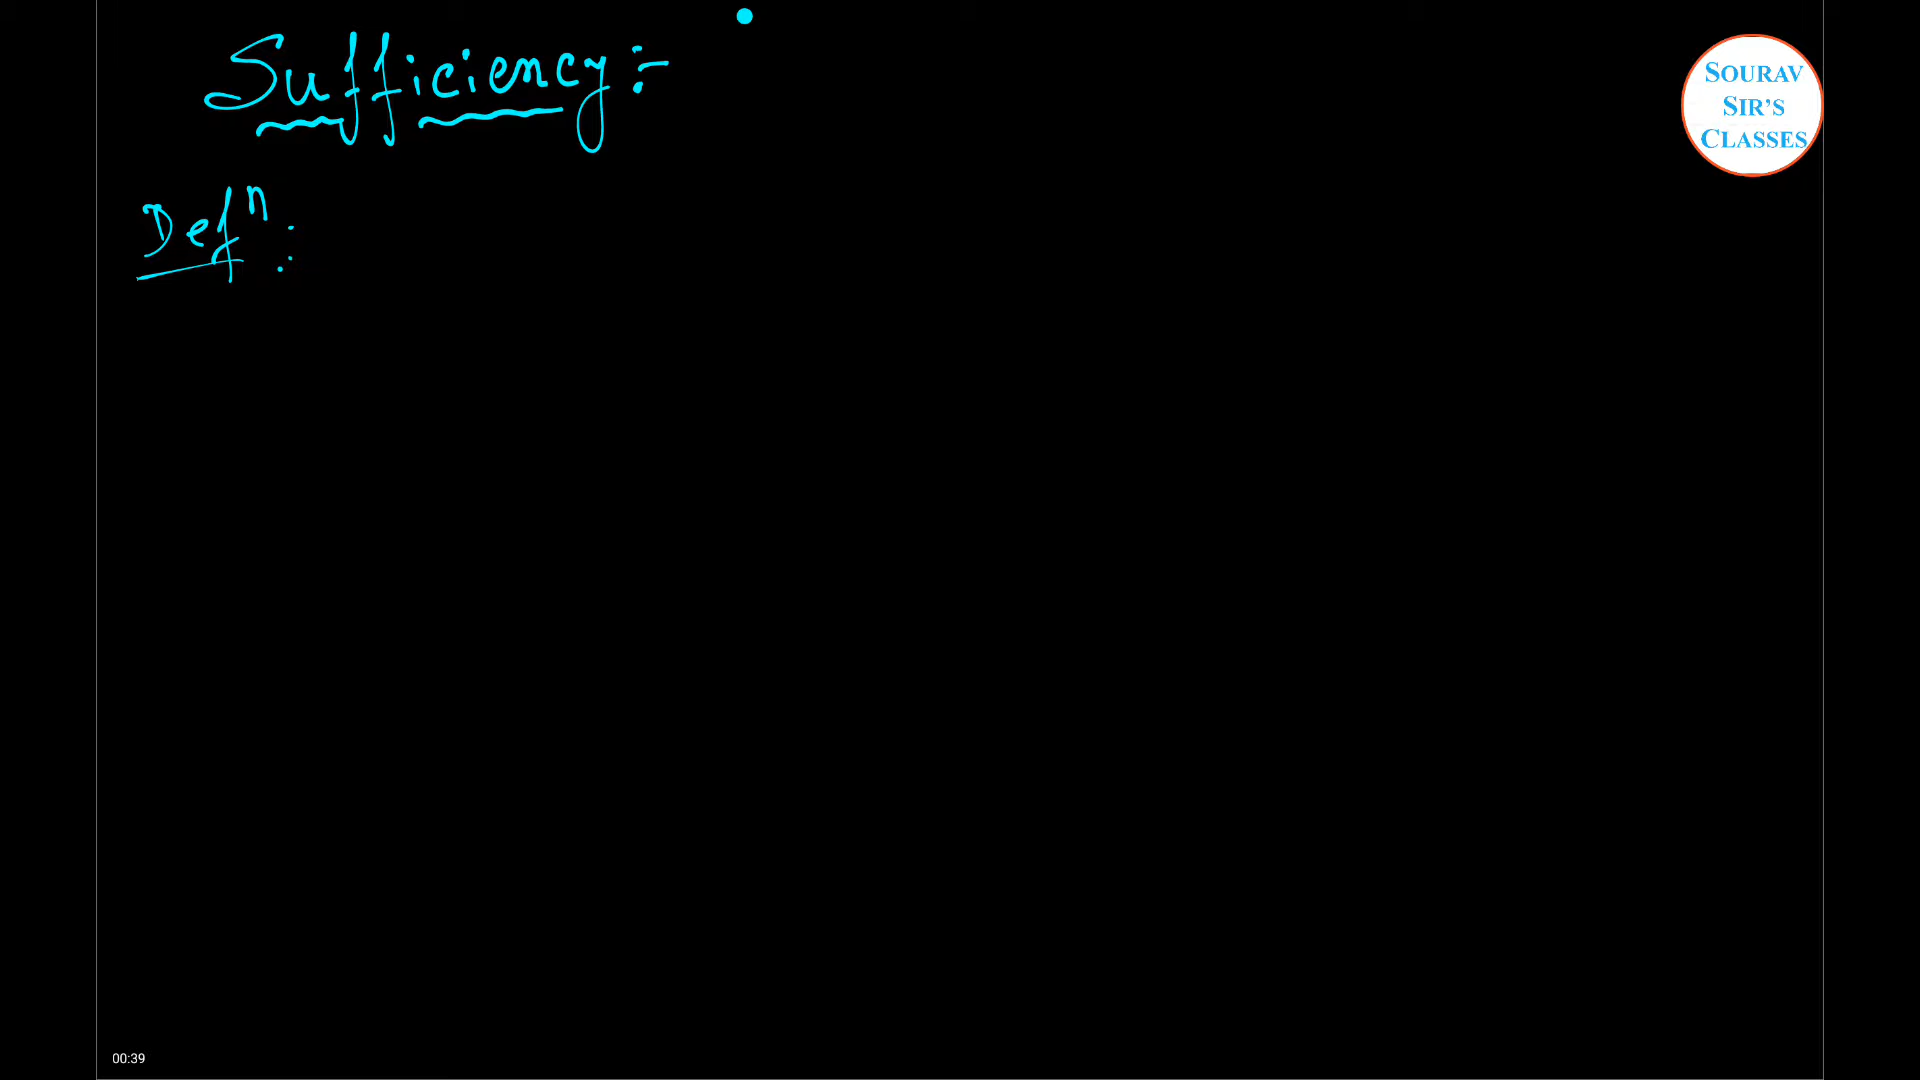 Sufficiency:-
SOURAV
SIR'S
CLASSES
Defⁿ:
00:39